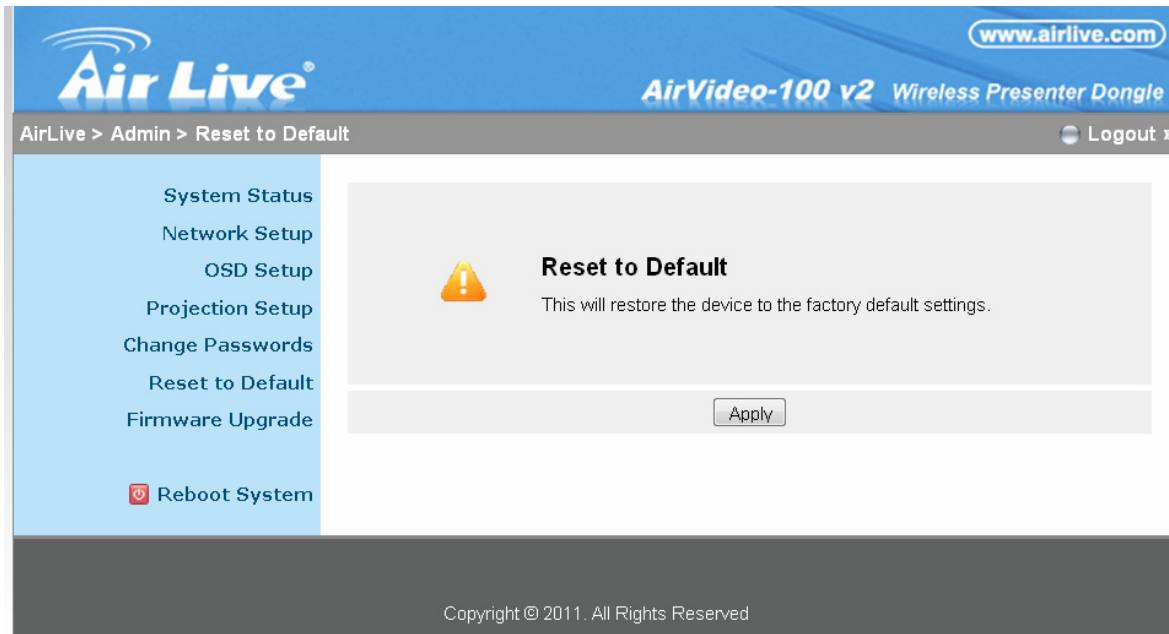 www.airlive.com
Air Live®
AirVideo-100 v2 Wireless Presenter Dongle
AirLive > Admin > Reset to Default
Logout »
System Status
Network Setup
OSD Setup
Projection Setup
Change Passwords
Reset to Default
Firmware Upgrade
Reboot System
Reset to Default
This will restore the device to the factory default settings.
Apply
Copyright © 2011. All Rights Reserved